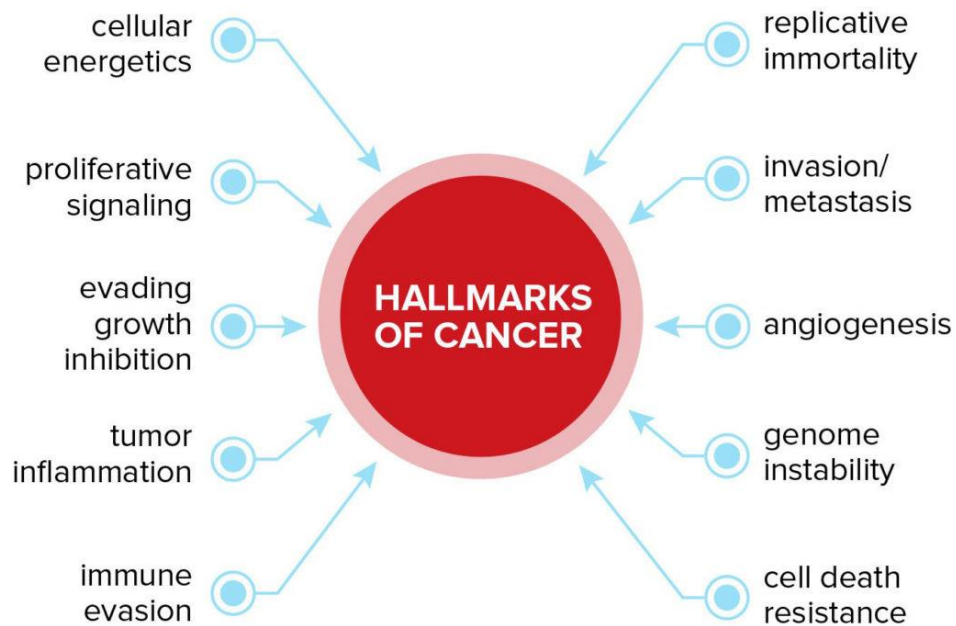 cellular
energetics
proliferative
signaling
evading
growth
inhibition
tumor
inflammation
immune
evasion
HALLMARKS
OF CANCER
replicative
immortality
invasion/
metastasis
angiogenesis
genome
instability
cell death
resistance